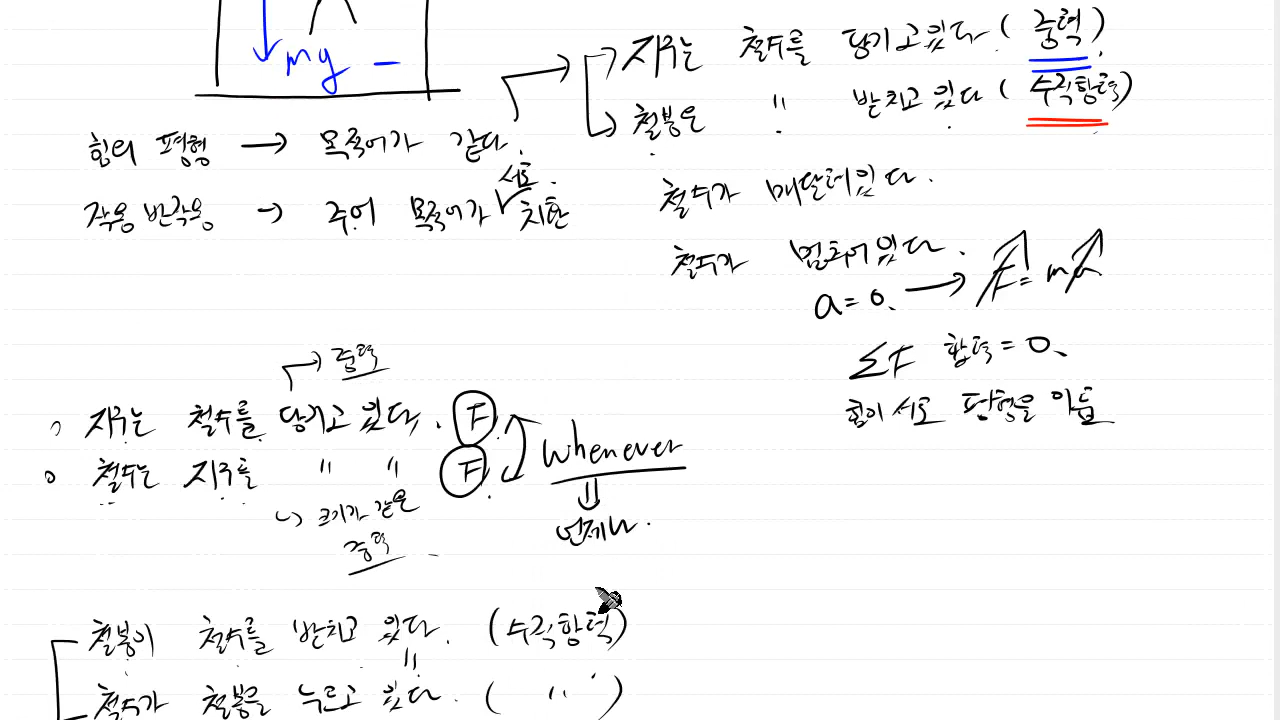 mg
지구는 철수를 당기고 있다 (중력)
철봉은 " 받치고 있다 (수직항력)
힘의 평형 → 목적어가 같다.
작용 반작용 → 주어 목적어가 서로 치환
철수가 매달려있다.
철수가 멈춰있다.
a = 0. → F = ma
ΣF 합력 = 0.
힘이 서로 평형을 이룸
→ 중력
지구는 철수를 당기고 있다. F
철수는 지구를 " " F
Whenever
⇓
언제나.
↳ 크기가 같은
중력
철봉이 철수를 받치고 있다. (수직항력)
"
철수가 철봉을 누르고 있다. ( " )